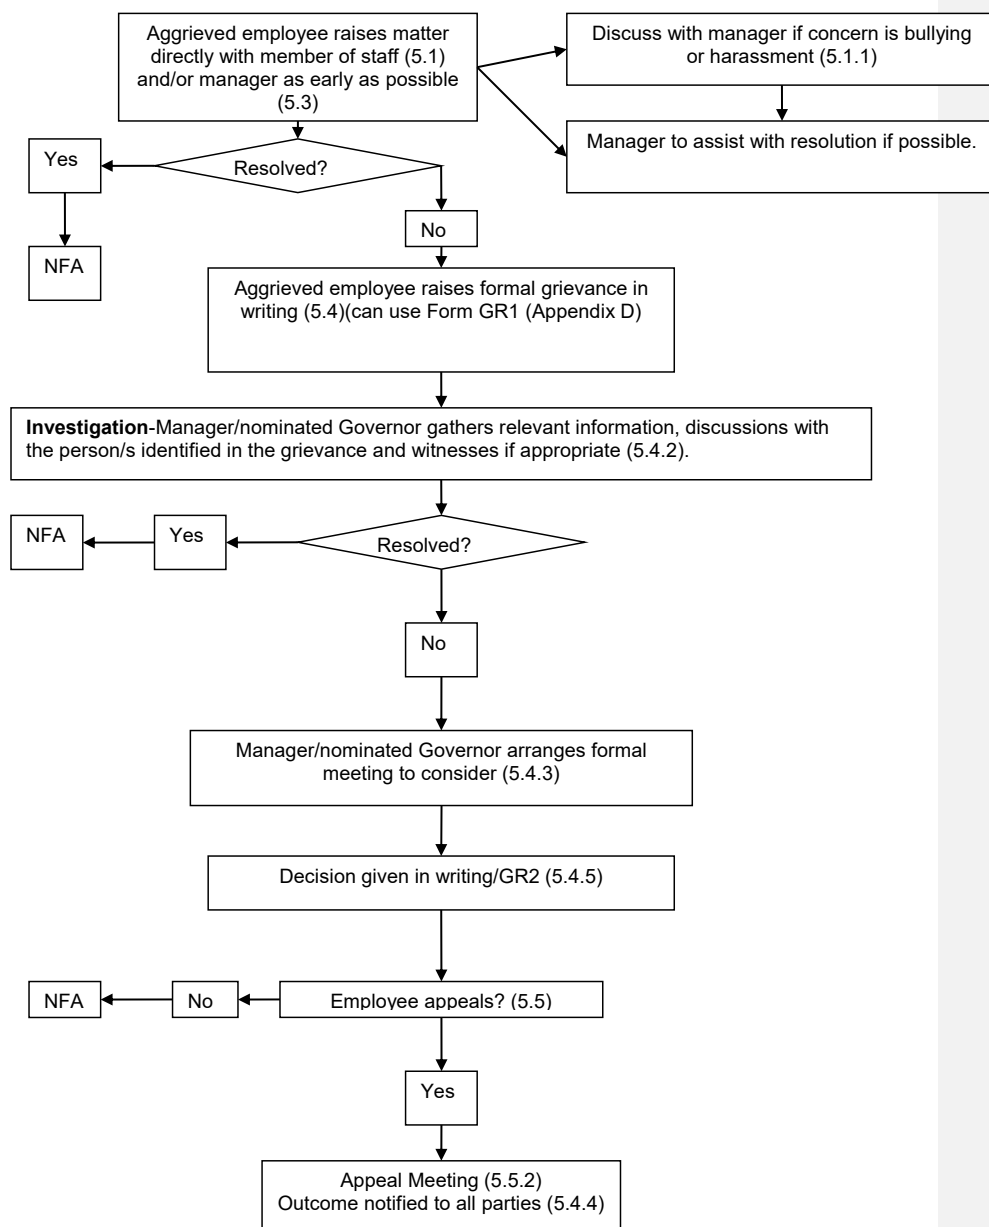 Aggrieved employee raises matter
directly with member of staff (5.1)
and/or manager as early as possible
(5.3)
Discuss with manager if concern is bullying
or harassment (5.1.1)
Manager to assist with resolution if possible.
Yes
Resolved?
No
NFA
Aggrieved employee raises formal grievance in
writing (5.4)(can use Form GR1 (Appendix D)
Investigation-Manager/nominated Governor gathers relevant information, discussions with
the person/s identified in the grievance and witnesses if appropriate (5.4.2).
NFA
Yes
Resolved?
No
Manager/nominated Governor arranges formal
meeting to consider (5.4.3)
Decision given in writing/GR2 (5.4.5)
NFA
No
Employee appeals? (5.5)
Yes
Appeal Meeting (5.5.2)
Outcome notified to all parties (5.4.4)